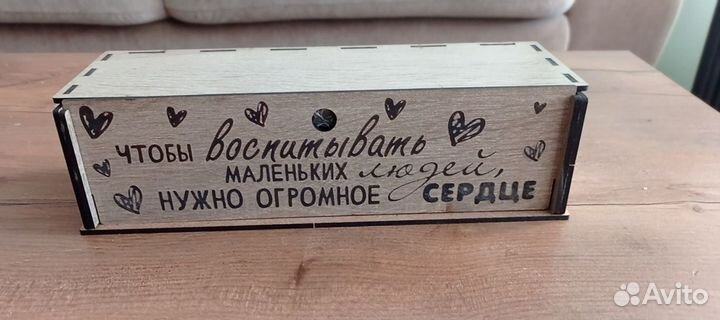 ЧТОБЫ воспитывать
МАЛЕНЬКИХ людей,
НУЖНО ОГРОМНОЕ СЕРДЦЕ
Avito